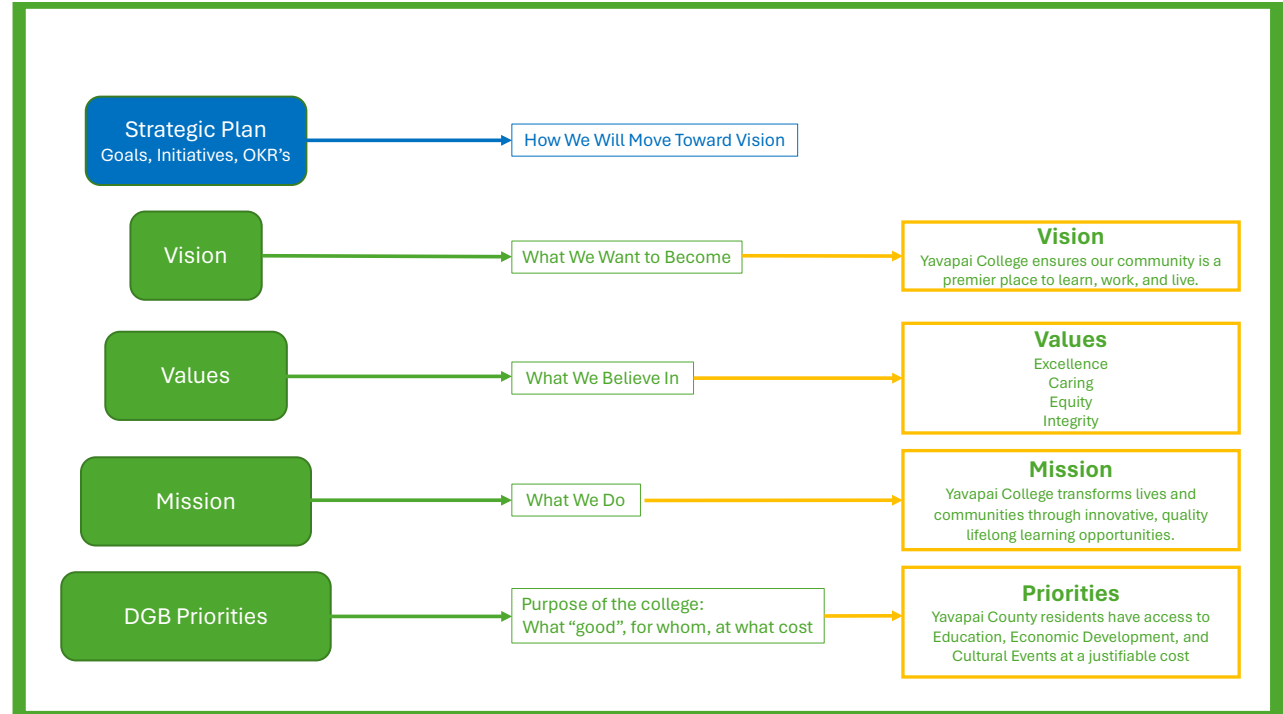 Strategic Plan
Goals, Initiatives, OKR's
How We Will Move Toward Vision
Vision
What We Want to Become
Vision
Yavapai College ensures our community is a
premier place to learn, work, and live.
Values
What We Believe In
Values
Excellence
Caring
Equity
Integrity
Mission
What We Do
Mission
Yavapai College transforms lives and
communities through innovative, quality
lifelong learning opportunities.
DGB Priorities
Purpose of the college:
What “good”, for whom, at what cost
Priorities
Yavapai County residents have access to
Education, Economic Development, and
Cultural Events at a justifiable cost